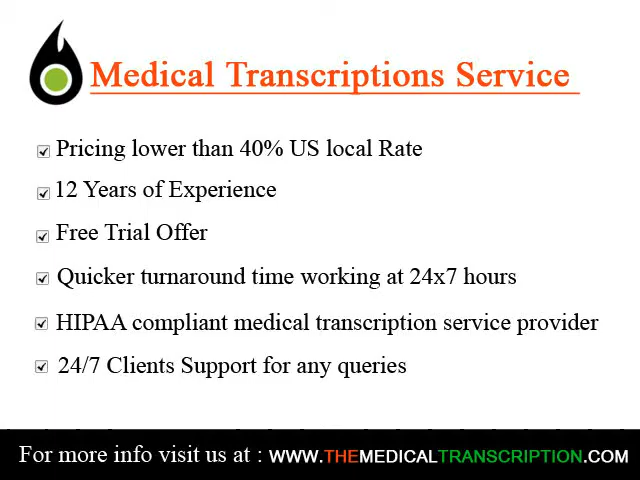 Medical Transcriptions Service
Pricing lower than 40% US local Rate
12 Years of Experience
Free Trial Offer
Quicker turnaround time working at 24x7 hours
HIPAA compliant medical transcription service provider
24/7 Clients Support for any queries
For more info visit us at : WWW.THEMEDICALTRANSCRIPTION.COM